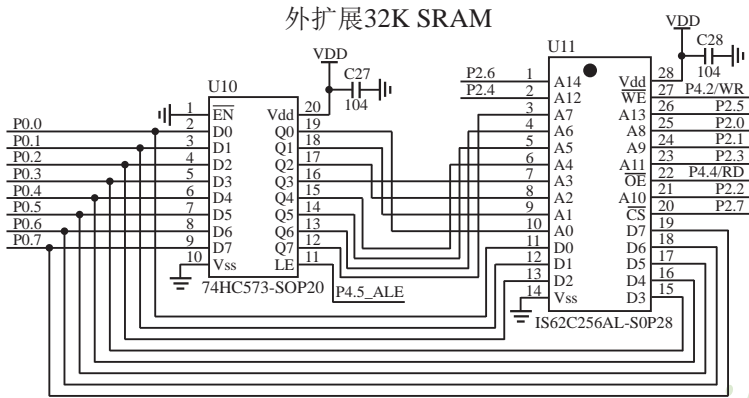 外扩展32K SRAM
VDD
C27
104
U10
1 EN Vdd 20
P0.0 2 D0 Q0 19
P0.1 3 D1 Q1 18
P0.2 4 D2 Q2 17
P0.3 5 D3 Q3 16
P0.4 6 D4 Q4 15
P0.5 7 D5 Q5 14
P0.6 8 D6 Q6 13
P0.7 9 D7 Q7 12
10 Vss LE 11
P4.5_ALE
74HC573-SOP20
VDD
C28
104
U11
P2.6 1 A14 Vdd 28
P2.4 2 A12 WE 27 P4.2/WR
3 A7 A13 26 P2.5
4 A6 A8 25 P2.0
5 A5 A9 24 P2.1
6 A4 A11 23 P2.3
7 A3 OE 22 P4.4/RD
8 A2 A10 21 P2.2
9 A1 CS 20 P2.7
10 A0 D7 19
11 D0 D6 18
12 D1 D5 17
13 D2 D4 16
14 Vss D3 15
IS62C256AL-S0P28